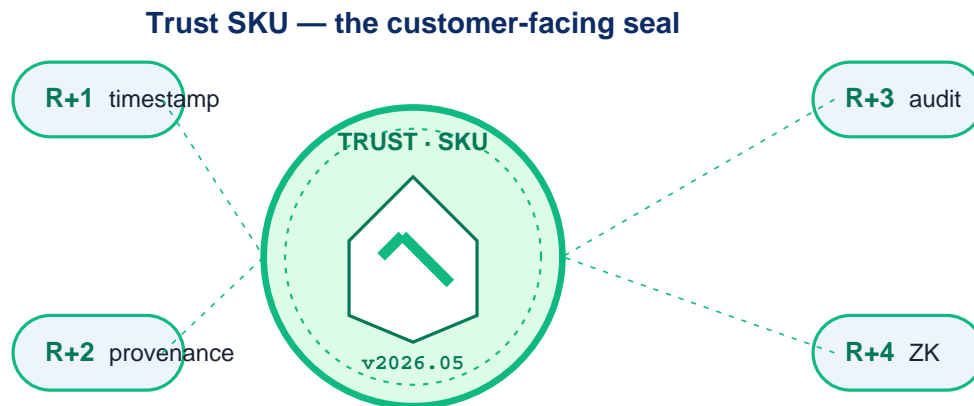 Trust SKU — the customer-facing seal
R+1 timestamp
R+3 audit
TRUST · SKU
R+2 provenance
R+4 ZK
v2026.05